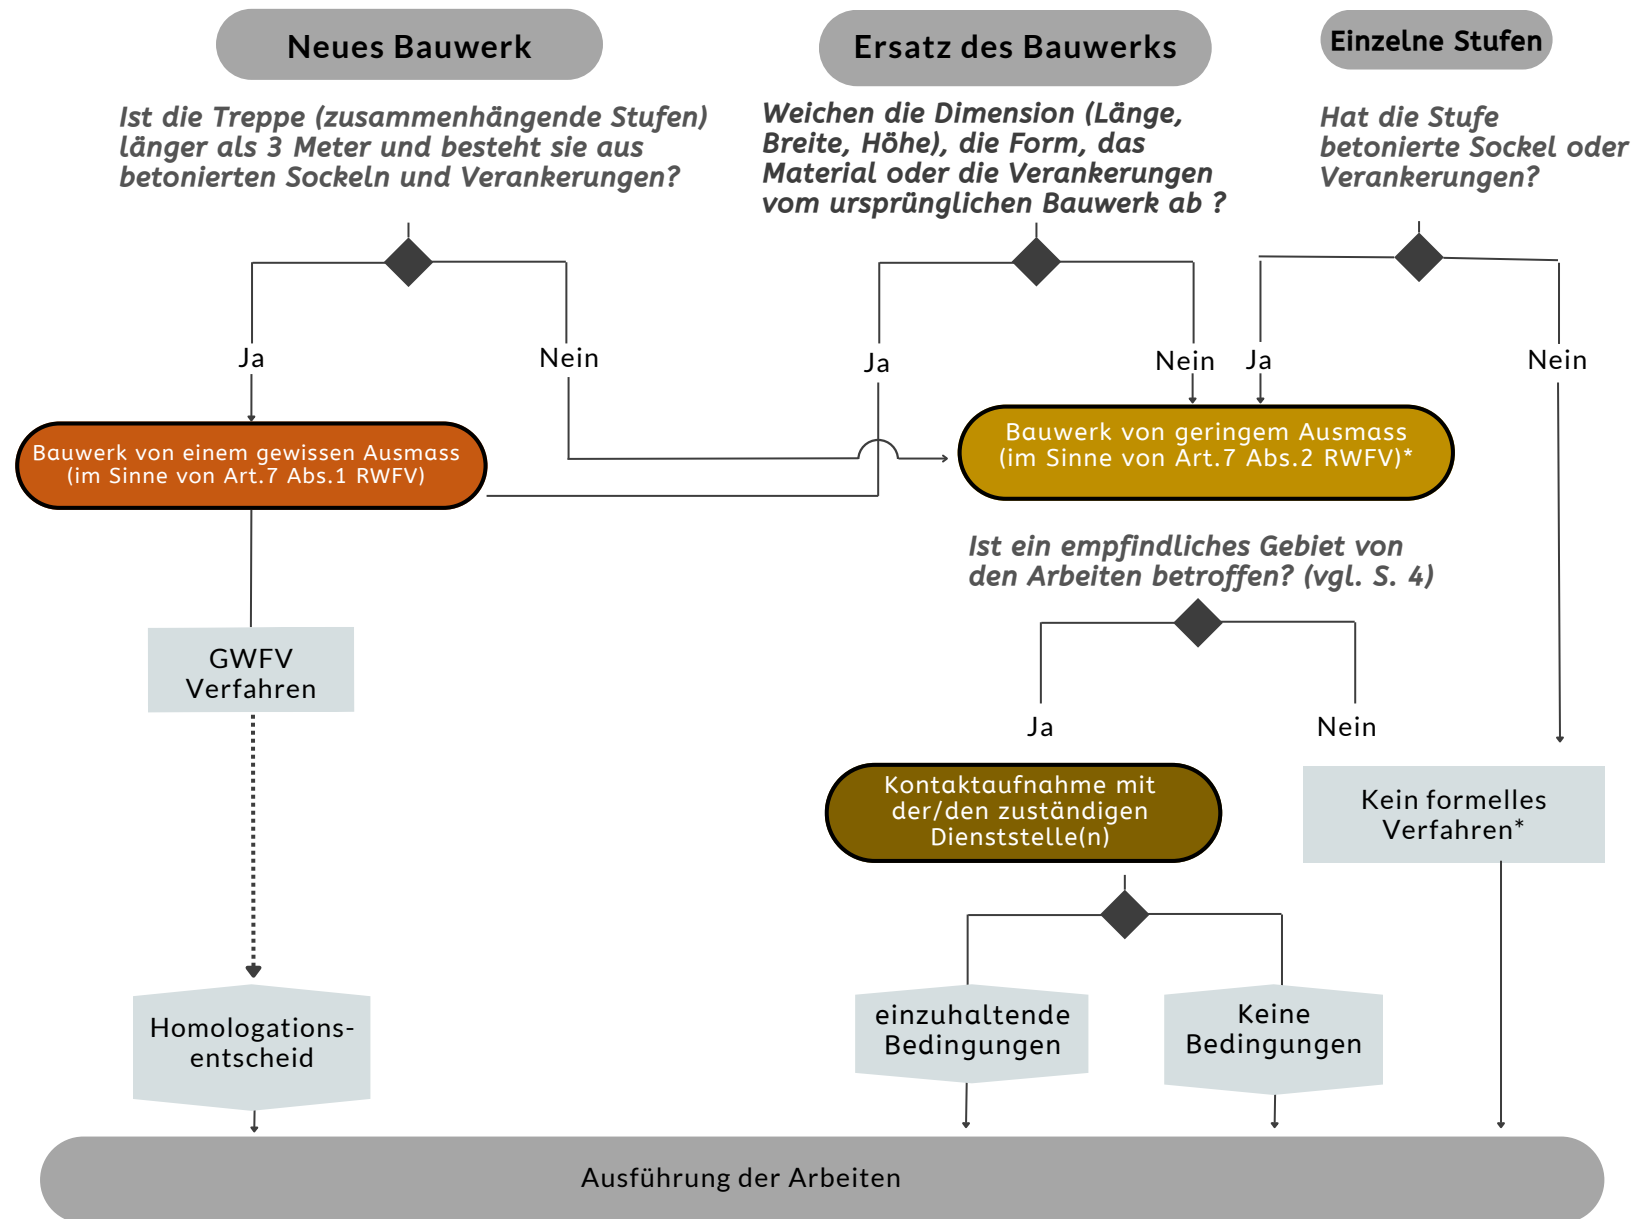 Neues Bauwerk
Ersatz des Bauwerks
Einzelne Stufen
Ist die Treppe (zusammenhängende Stufen)
länger als 3 Meter und besteht sie aus
betonierten Sockeln und Verankerungen?
Weichen die Dimension (Länge,
Breite, Höhe), die Form, das
Material oder die Verankerungen
vom ursprünglichen Bauwerk ab ?
Hat die Stufe
betonierte Sockel oder
Verankerungen?
Ja
Nein
Ja
Nein
Ja
Nein
Bauwerk von einem gewissen Ausmass
(im Sinne von Art.7 Abs.1 RWFV)
Bauwerk von geringem Ausmass
(im Sinne von Art.7 Abs.2 RWFV)*
Ist ein empfindliches Gebiet von
den Arbeiten betroffen? (vgl. S. 4)
GWFV
Verfahren
Ja
Nein
Kontaktaufnahme mit
der/den zuständigen
Dienststelle(n)
Kein formelles
Verfahren*
Homologations-
entscheid
einzuhaltende
Bedingungen
Keine
Bedingungen
Ausführung der Arbeiten